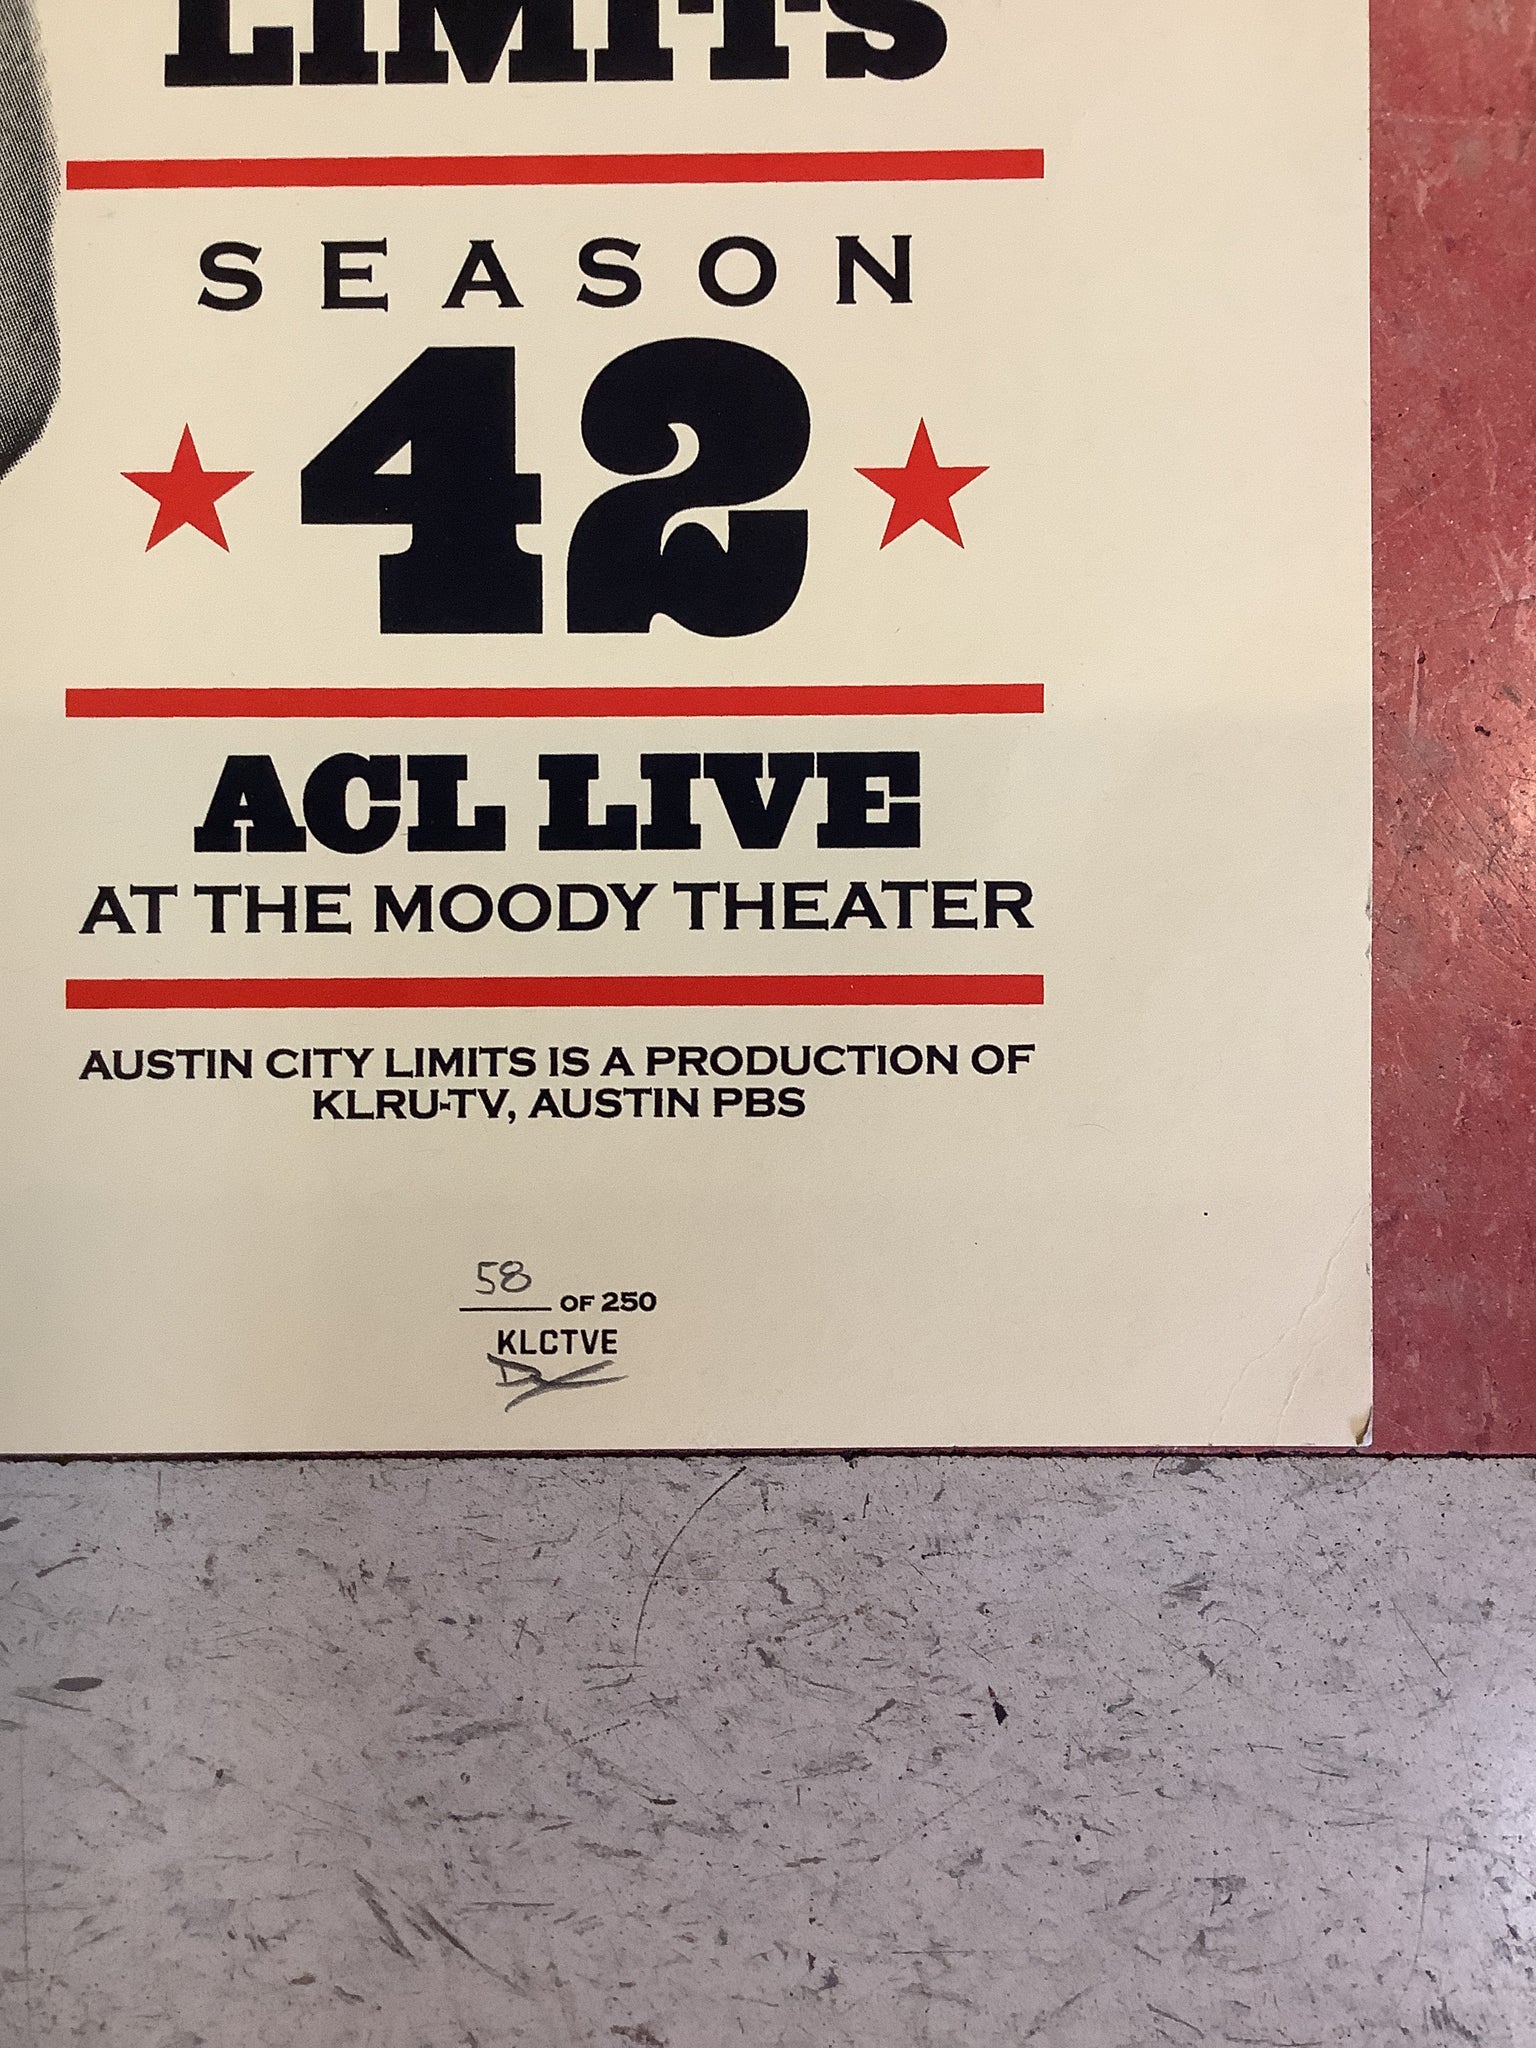 LIMITS
SEASON
42
ACL LIVE
AT THE MOODY THEATER
AUSTIN CITY LIMITS IS A PRODUCTION OF
KLRU-TV, AUSTIN PBS
58 OF 250
KLCTVE